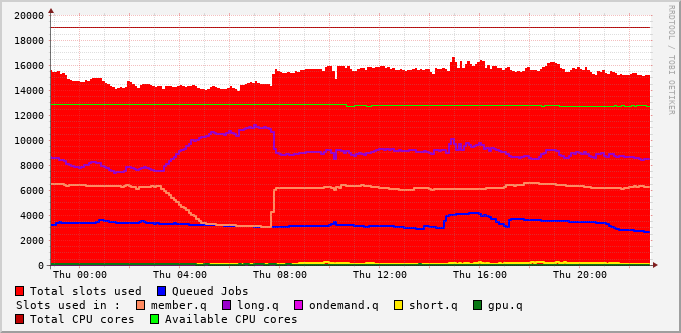 20000
18000
16000
14000
12000
10000
8000
6000
4000
2000
0
Thu 00:00 Thu 04:00 Thu 08:00 Thu 12:00 Thu 16:00 Thu 20:00
Total slots used Queued Jobs
Slots used in : member.q long.q ondemand.q short.q gpu.q
Total CPU cores Available CPU cores
RRDTOOL / TOBI OETIKER